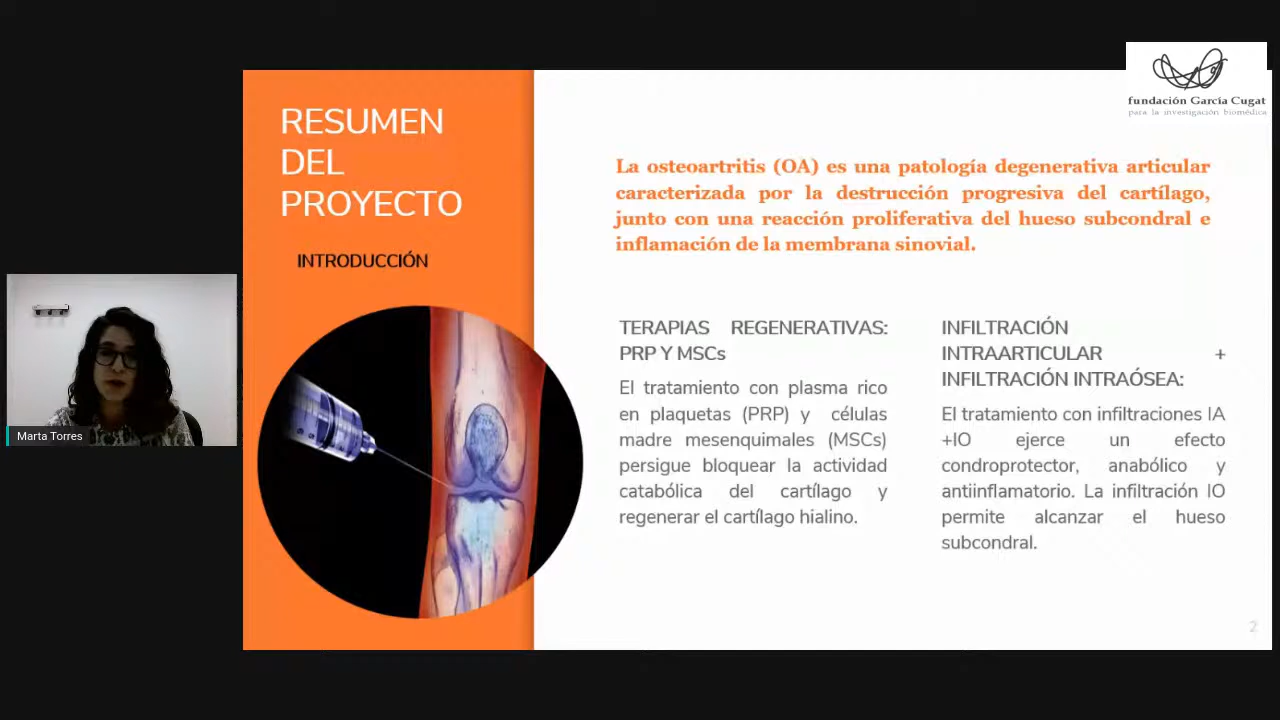 fundación García Cugat
para la investigación biomédica
RESUMEN
DEL
PROYECTO
INTRODUCCIÓN
La osteoartritis (OA) es una patología degenerativa articular
caracterizada por la destrucción progresiva del cartílago,
junto con una reacción proliferativa del hueso subcondral e
inflamación de la membrana sinovial.
TERAPIAS REGENERATIVAS:
PRP Y MSCs
El tratamiento con plasma rico
en plaquetas (PRP) y células
madre mesenquimales (MSCs)
persigue bloquear la actividad
catabólica del cartílago y
regenerar el cartílago hialino.
INFILTRACIÓN
INTRAARTICULAR +
INFILTRACIÓN INTRAÓSEA:
El tratamiento con infiltraciones IA
+IO ejerce un efecto
condroprotector, anabólico y
antiinflamatorio. La infiltración IO
permite alcanzar el hueso
subcondral.
Marta Torres
2